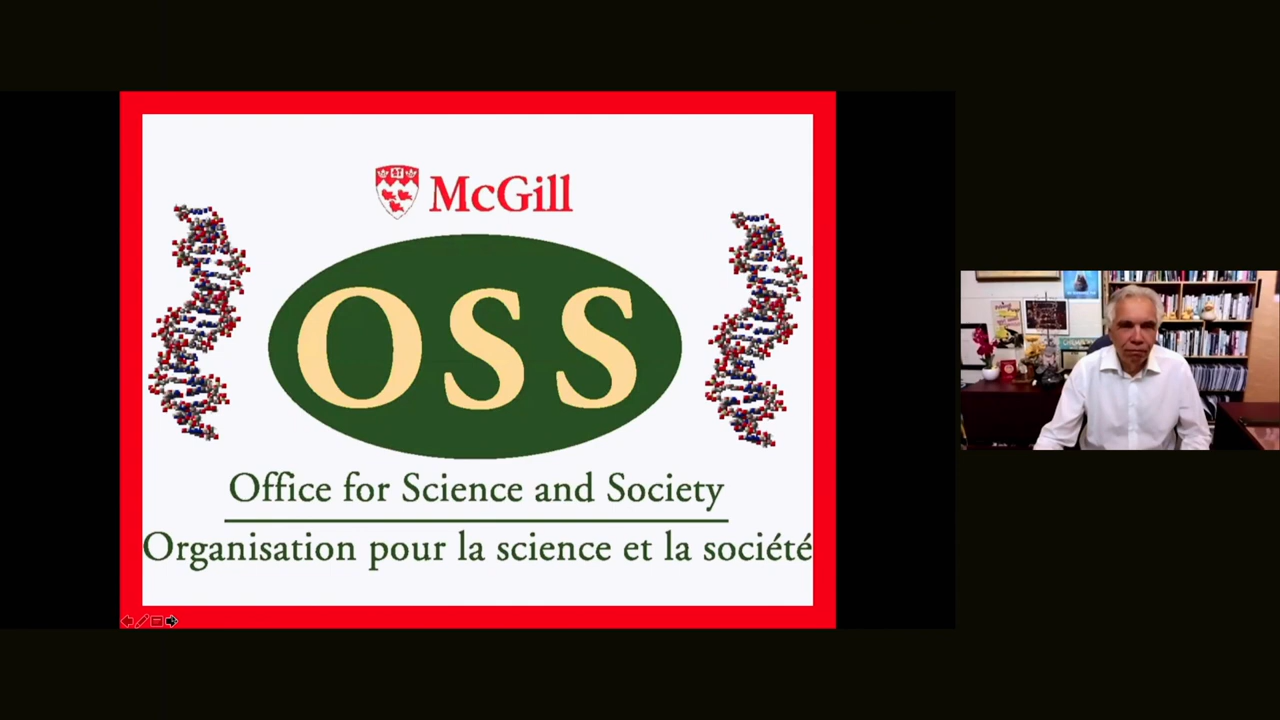 McGill
OSS
Office for Science and Society
Organisation pour la science et la société